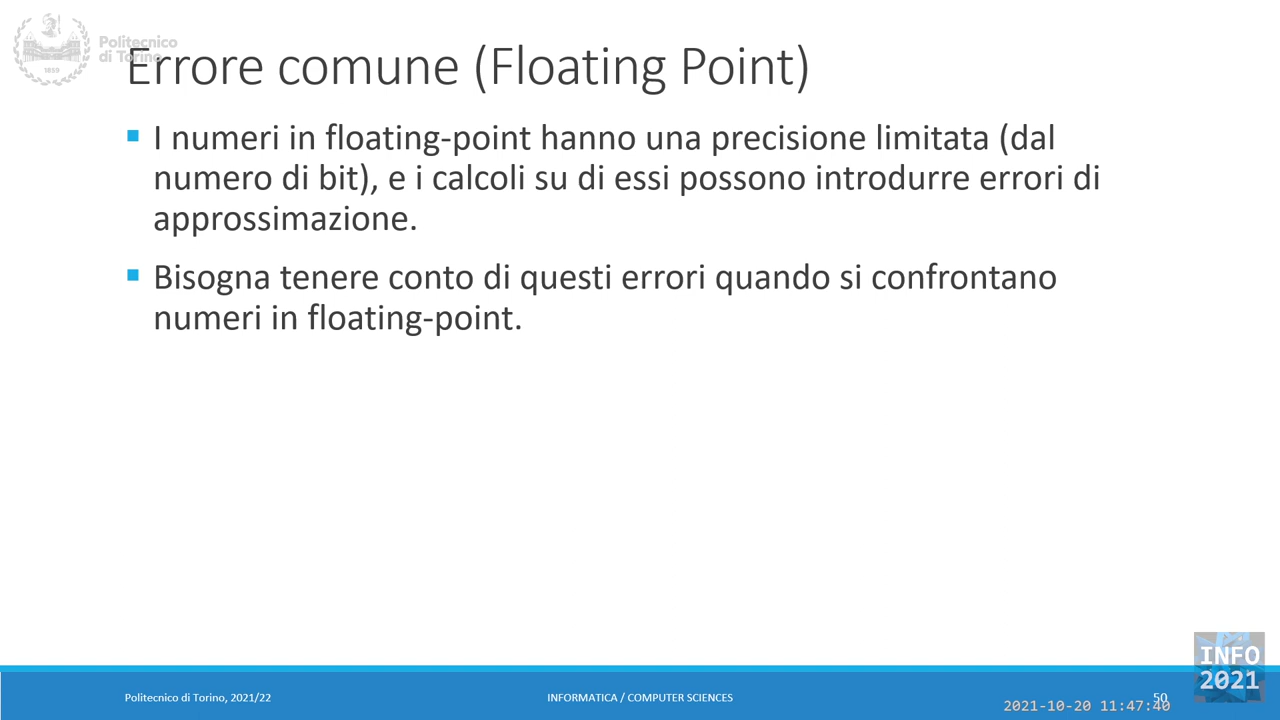 Politecnico
di Torino
1859
Errore comune (Floating Point)
I numeri in floating-point hanno una precisione limitata (dal
numero di bit), e i calcoli su di essi possono introdurre errori di
approssimazione.
Bisogna tenere conto di questi errori quando si confrontano
numeri in floating-point.
INFO
2021
Politecnico di Torino, 2021/22
INFORMATICA / COMPUTER SCIENCES
50
2021-10-20 11:47:40